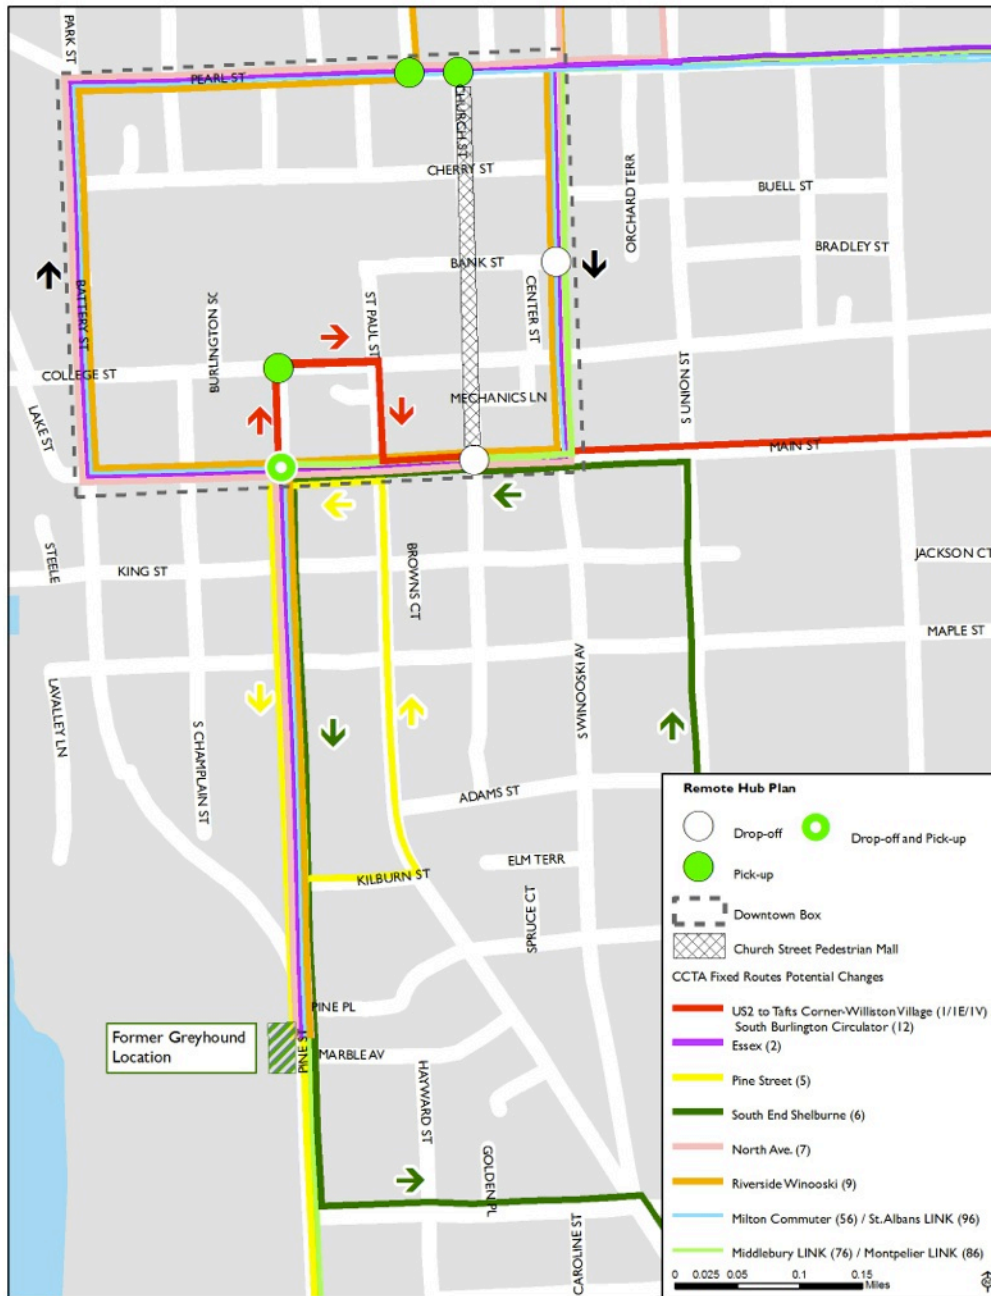 PARK ST
PEARL ST
CHURCH ST
CHERRY ST
ORCHARD TERR
BUELL ST
BRADLEY ST
BANK ST
CENTER ST
BATTERY ST
BURLINGTON SC
ST PAUL ST
COLLEGE ST
MECHANICS LN
LAKE ST
S UNION ST
MAIN ST
STEELE
KING ST
BROWNS CT
JACKSON CT
MAPLE ST
LAVALLEY LN
S CHAMPLAIN ST
S WINOOSKI AV
ADAMS ST
ELM TERR
KILBURN ST
SPRUCE CT
PINE PL
PINE ST
MARBLE AV
Former Greyhound
Location
HAYWARD ST
GOLDEN PL
CAROLINE ST
Remote Hub Plan
Drop-off
Drop-off and Pick-up
Pick-up
Downtown Box
Church Street Pedestrian Mall
CCTA Fixed Routes Potential Changes
US2 to Tafts Corner-Williston Village (1/1E/1V)
South Burlington Circulator (12)
Essex (2)
Pine Street (5)
South End Shelburne (6)
North Ave. (7)
Riverside Winooski (9)
Milton Commuter (56) / St. Albans LINK (96)
Middlebury LINK (76) / Montpelier LINK (86)
0 0.025 0.05 0.1 0.15
Miles